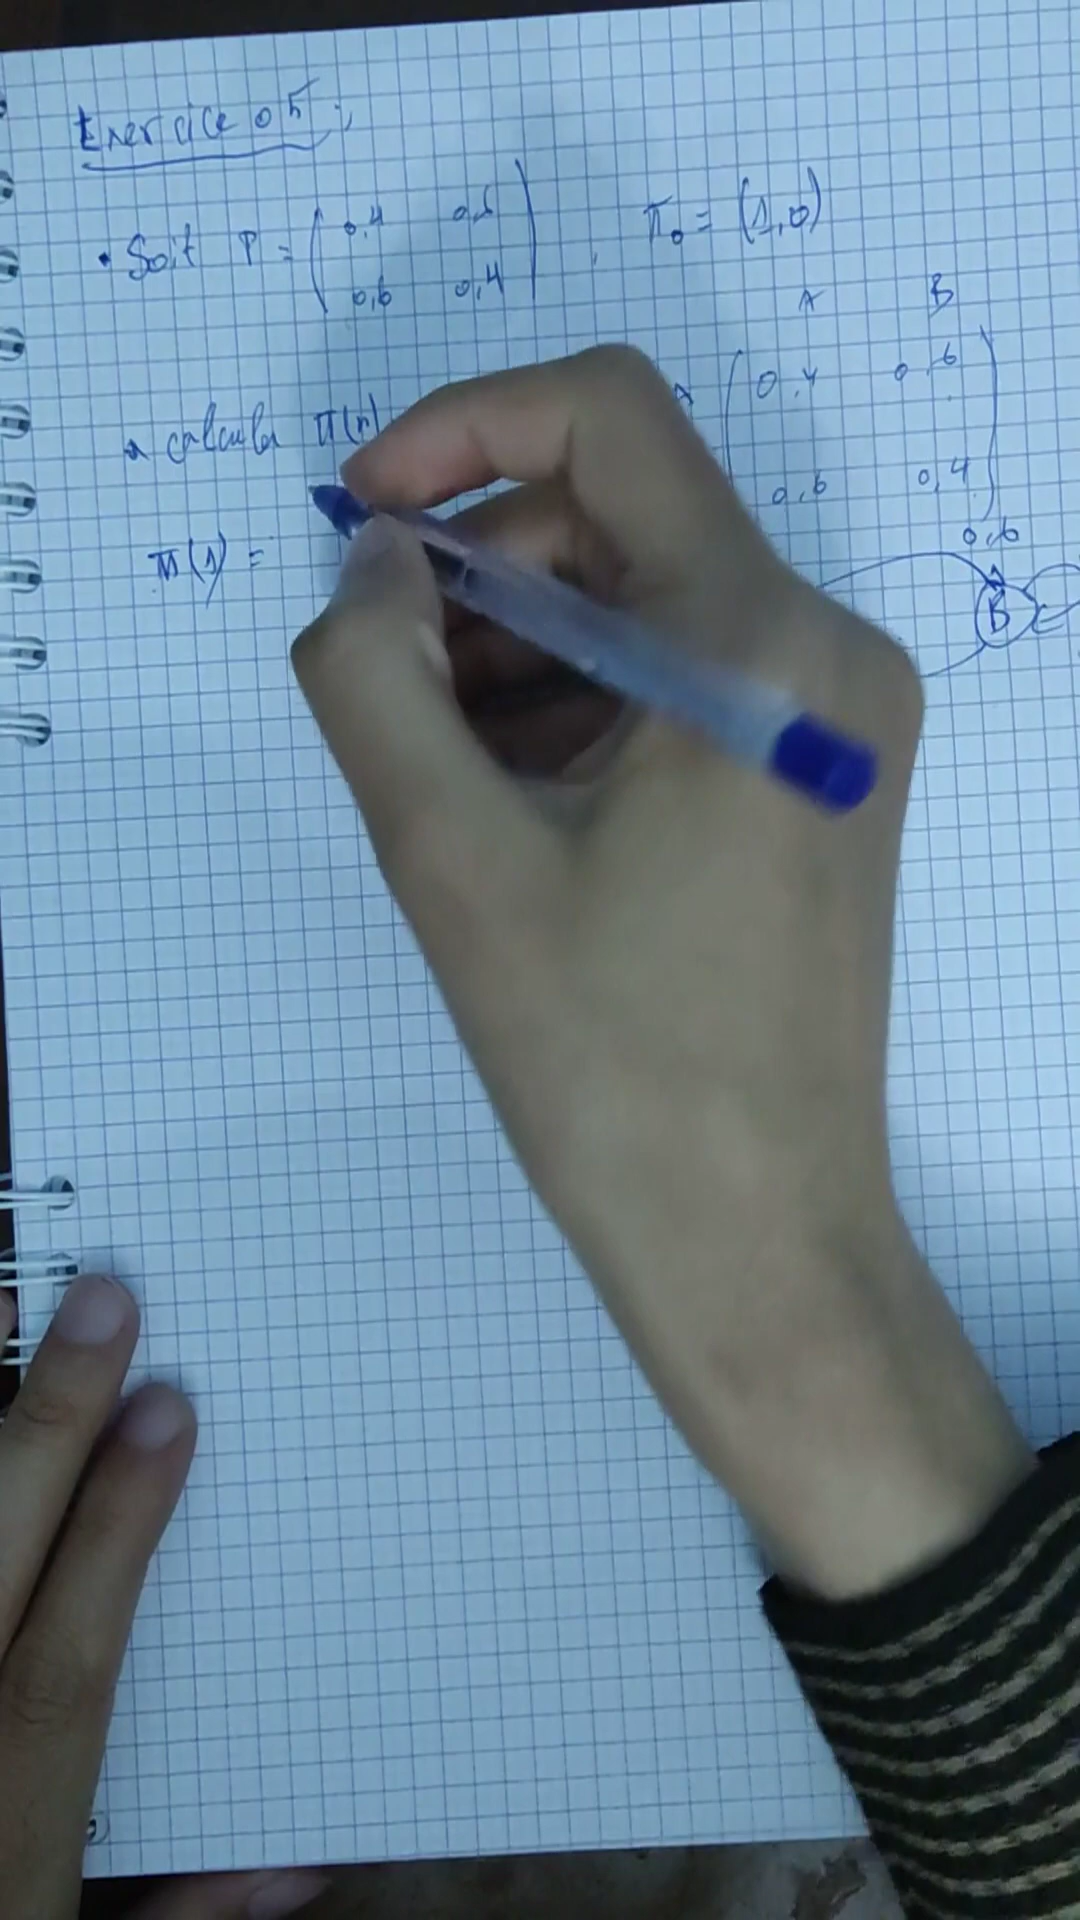 Exercice 05 :
• Soit P = ( 0,4 0,6 , π₀ = (1,0)
0,6 0,4 )
A B
• calculer π(n) A ( 0.4 0,6
0,6 0,4 )
π(1) = 0,6
B